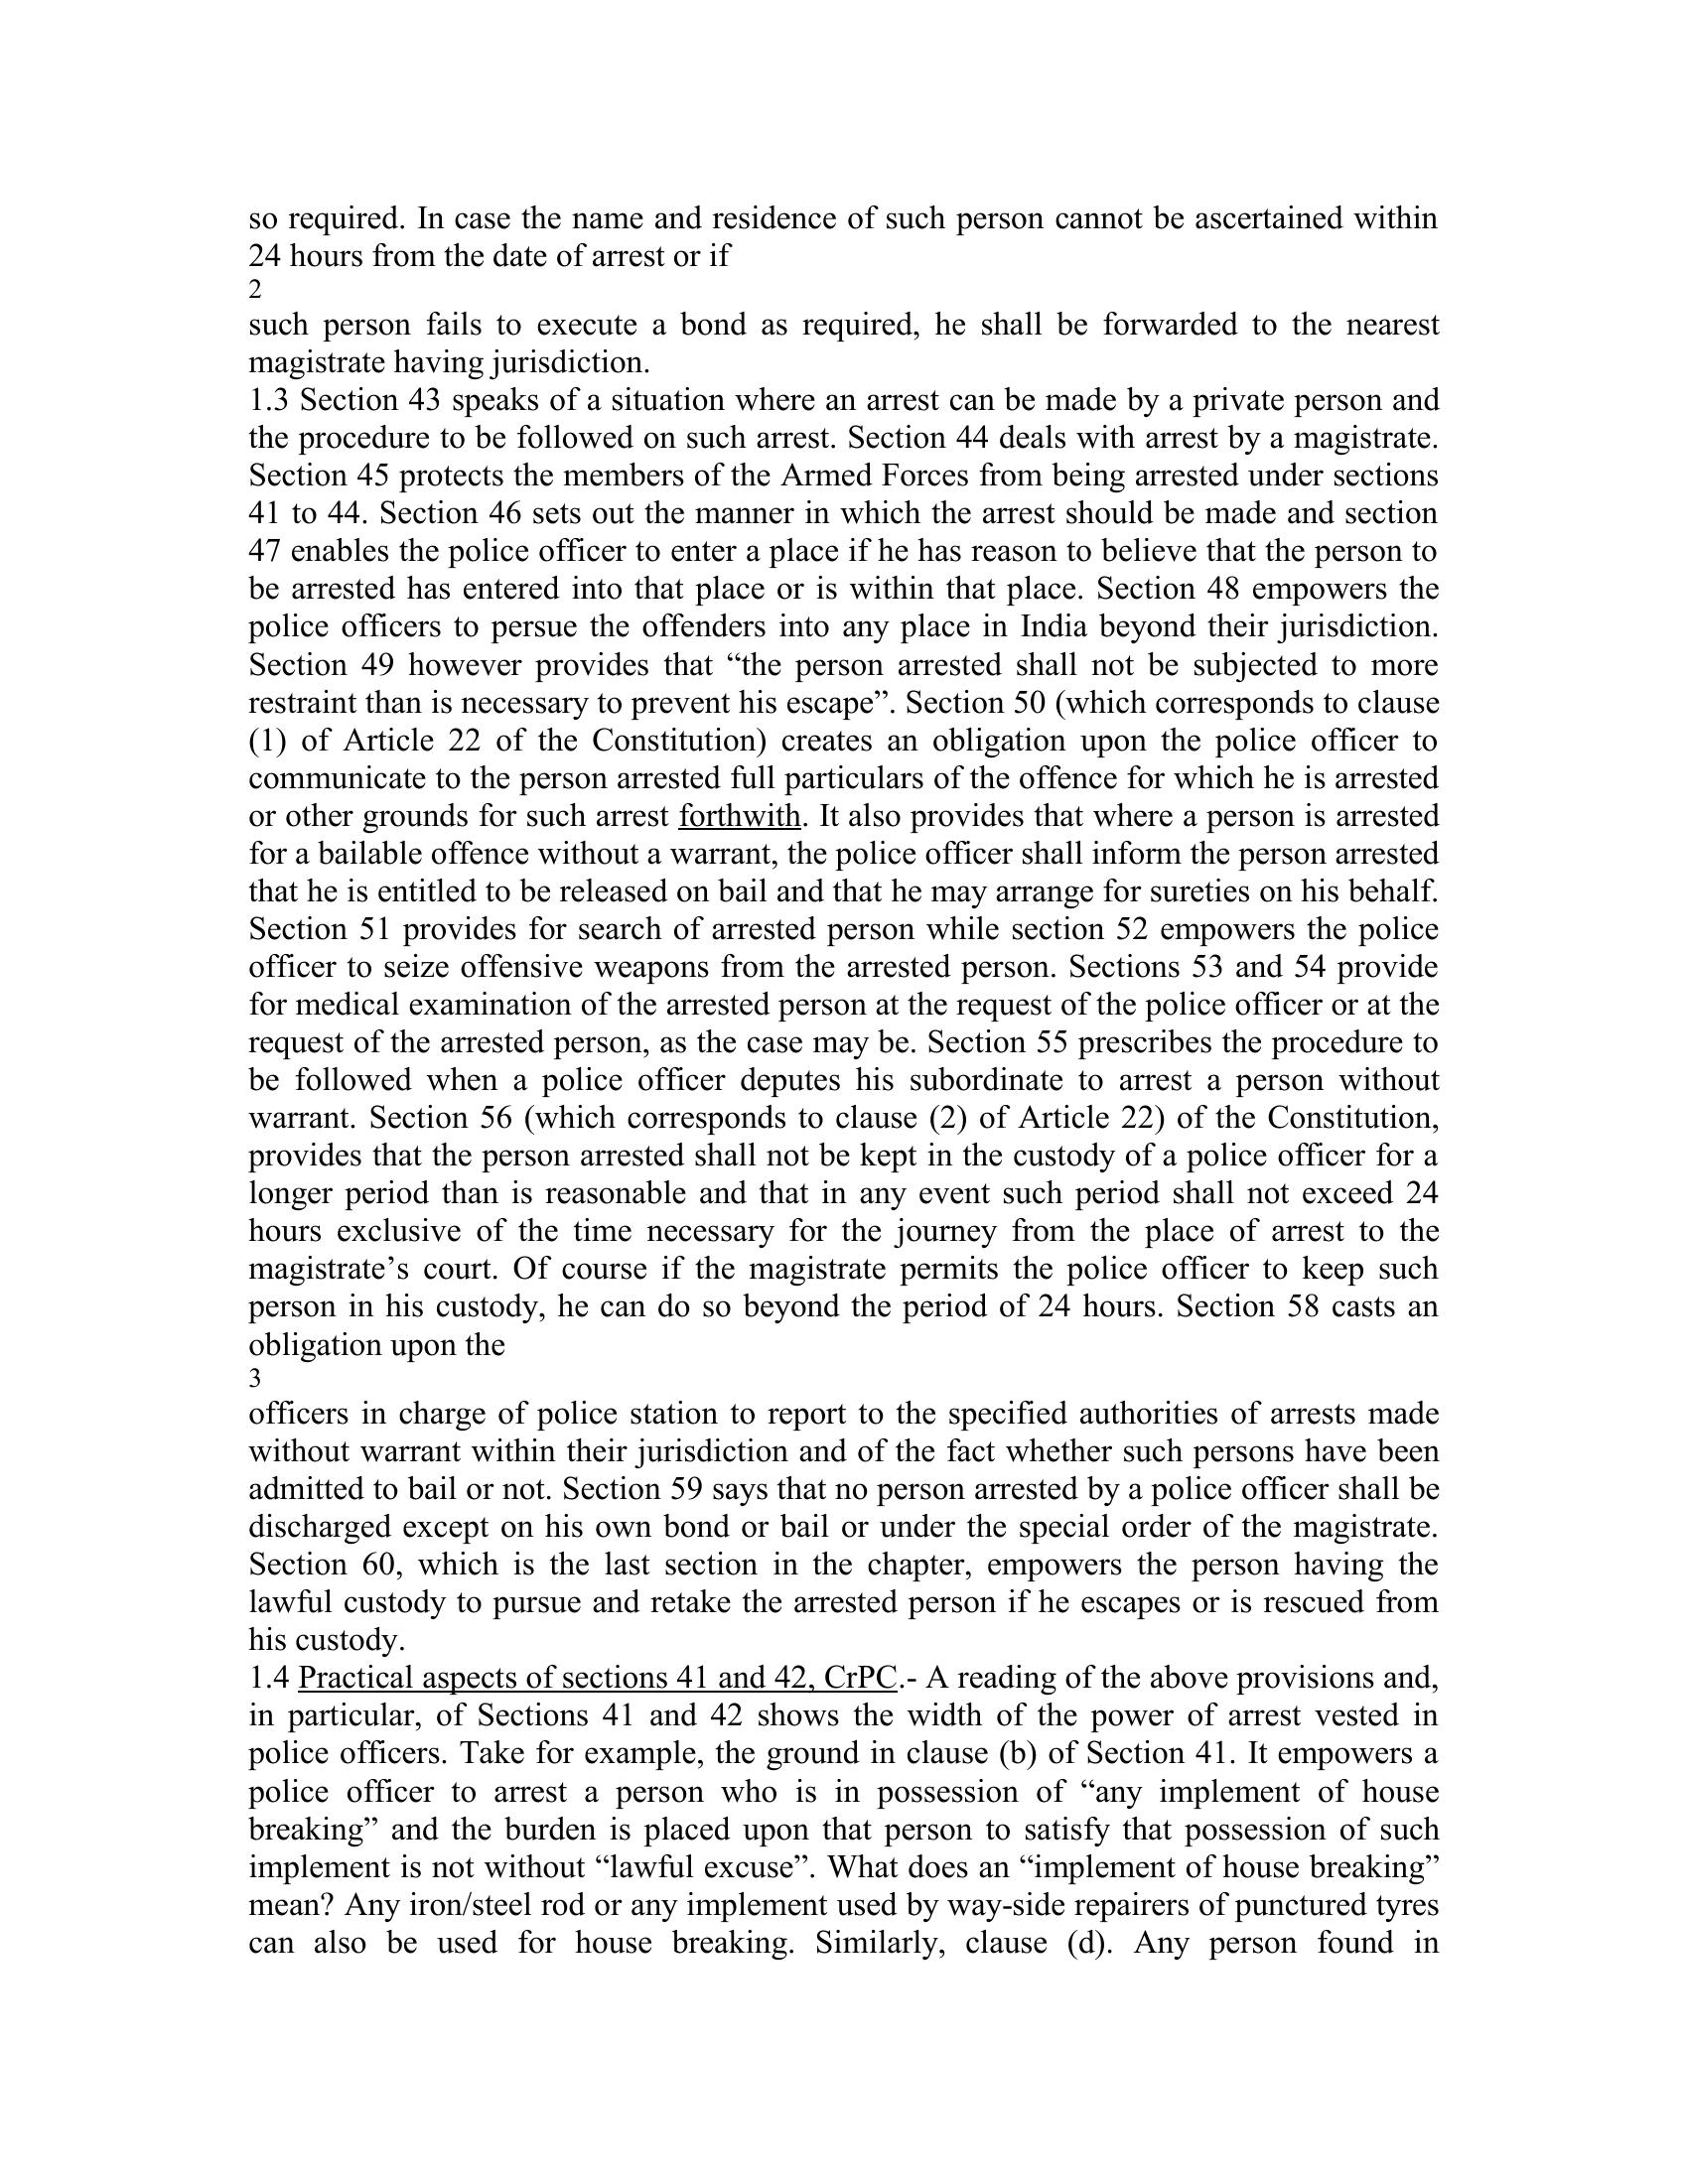 so required. In case the name and residence of such person cannot be ascertained within
24 hours from the date of arrest or if
2
such person fails to execute a bond as required, he shall be forwarded to the nearest
magistrate having jurisdiction.
1.3 Section 43 speaks of a situation where an arrest can be made by a private person and
the procedure to be followed on such arrest. Section 44 deals with arrest by a magistrate.
Section 45 protects the members of the Armed Forces from being arrested under sections
41 to 44. Section 46 sets out the manner in which the arrest should be made and section
47 enables the police officer to enter a place if he has reason to believe that the person to
be arrested has entered into that place or is within that place. Section 48 empowers the
police officers to persue the offenders into any place in India beyond their jurisdiction.
Section 49 however provides that “the person arrested shall not be subjected to more
restraint than is necessary to prevent his escape”. Section 50 (which corresponds to clause
(1) of Article 22 of the Constitution) creates an obligation upon the police officer to
communicate to the person arrested full particulars of the offence for which he is arrested
or other grounds for such arrest forthwith. It also provides that where a person is arrested
for a bailable offence without a warrant, the police officer shall inform the person arrested
that he is entitled to be released on bail and that he may arrange for sureties on his behalf.
Section 51 provides for search of arrested person while section 52 empowers the police
officer to seize offensive weapons from the arrested person. Sections 53 and 54 provide
for medical examination of the arrested person at the request of the police officer or at the
request of the arrested person, as the case may be. Section 55 prescribes the procedure to
be followed when a police officer deputes his subordinate to arrest a person without
warrant. Section 56 (which corresponds to clause (2) of Article 22) of the Constitution,
provides that the person arrested shall not be kept in the custody of a police officer for a
longer period than is reasonable and that in any event such period shall not exceed 24
hours exclusive of the time necessary for the journey from the place of arrest to the
magistrate’s court. Of course if the magistrate permits the police officer to keep such
person in his custody, he can do so beyond the period of 24 hours. Section 58 casts an
obligation upon the
3
officers in charge of police station to report to the specified authorities of arrests made
without warrant within their jurisdiction and of the fact whether such persons have been
admitted to bail or not. Section 59 says that no person arrested by a police officer shall be
discharged except on his own bond or bail or under the special order of the magistrate.
Section 60, which is the last section in the chapter, empowers the person having the
lawful custody to pursue and retake the arrested person if he escapes or is rescued from
his custody.
1.4 Practical aspects of sections 41 and 42, CrPC.- A reading of the above provisions and,
in particular, of Sections 41 and 42 shows the width of the power of arrest vested in
police officers. Take for example, the ground in clause (b) of Section 41. It empowers a
police officer to arrest a person who is in possession of “any implement of house
breaking” and the burden is placed upon that person to satisfy that possession of such
implement is not without “lawful excuse”. What does an “implement of house breaking”
mean? Any iron/steel rod or any implement used by way-side repairers of punctured tyres
can also be used for house breaking. Similarly, clause (d). Any person found in